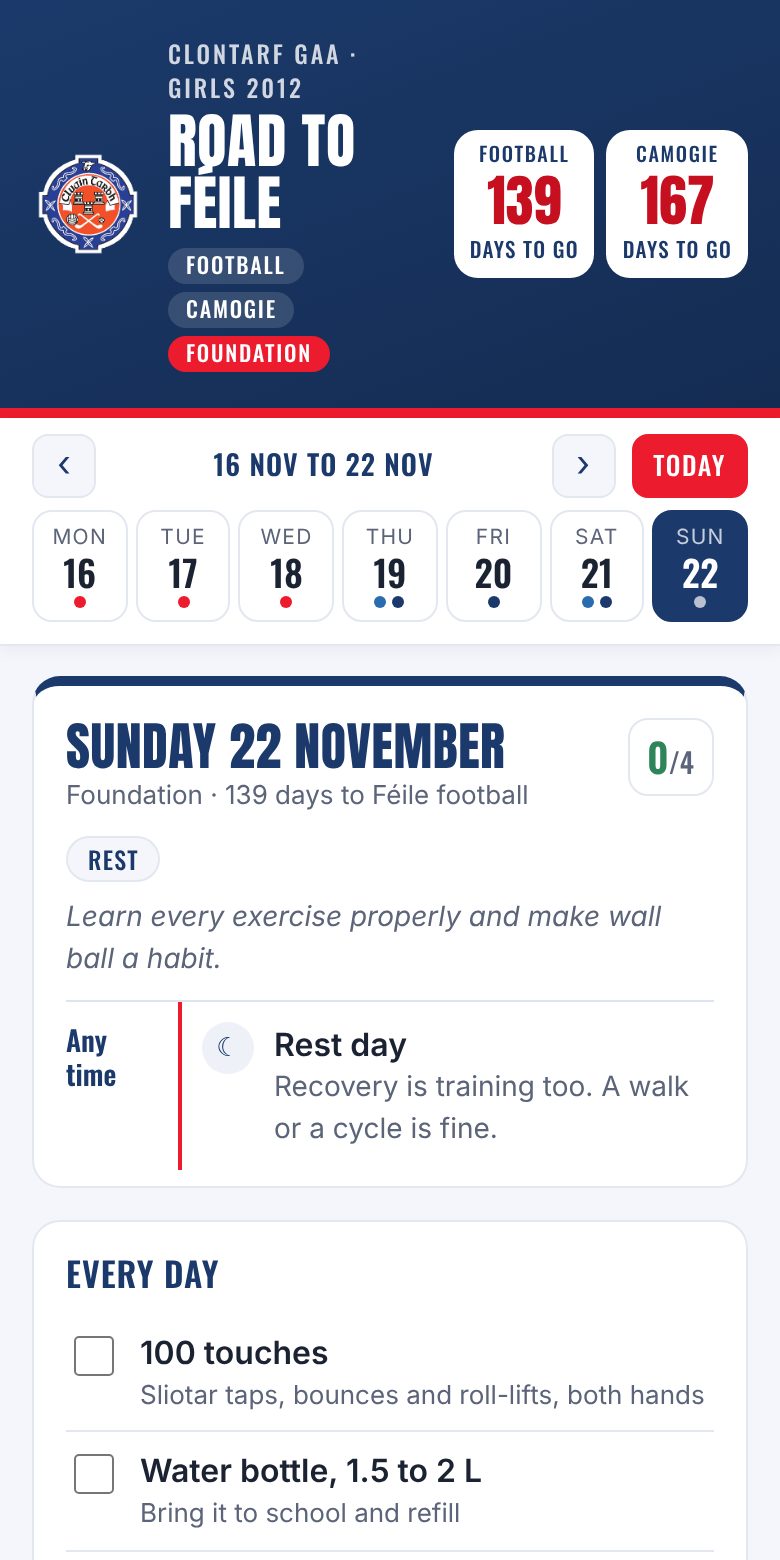 CLONTARF GAA ·
GIRLS 2012
ROAD TO
FÉILE
FOOTBALL
CAMOGIE
FOUNDATION
Cluain Tarbh
FOOTBALL
139
DAYS TO GO
CAMOGIE
167
DAYS TO GO
‹
16 NOV TO 22 NOV
›
TODAY
MON
16
TUE
17
WED
18
THU
19
FRI
20
SAT
21
SUN
22
SUNDAY 22 NOVEMBER
0/4
Foundation · 139 days to Féile football
REST
Learn every exercise properly and make wall
ball a habit.
Any
time
Rest day
Recovery is training too. A walk
or a cycle is fine.
EVERY DAY
100 touches
Sliotar taps, bounces and roll-lifts, both hands
Water bottle, 1.5 to 2 L
Bring it to school and refill